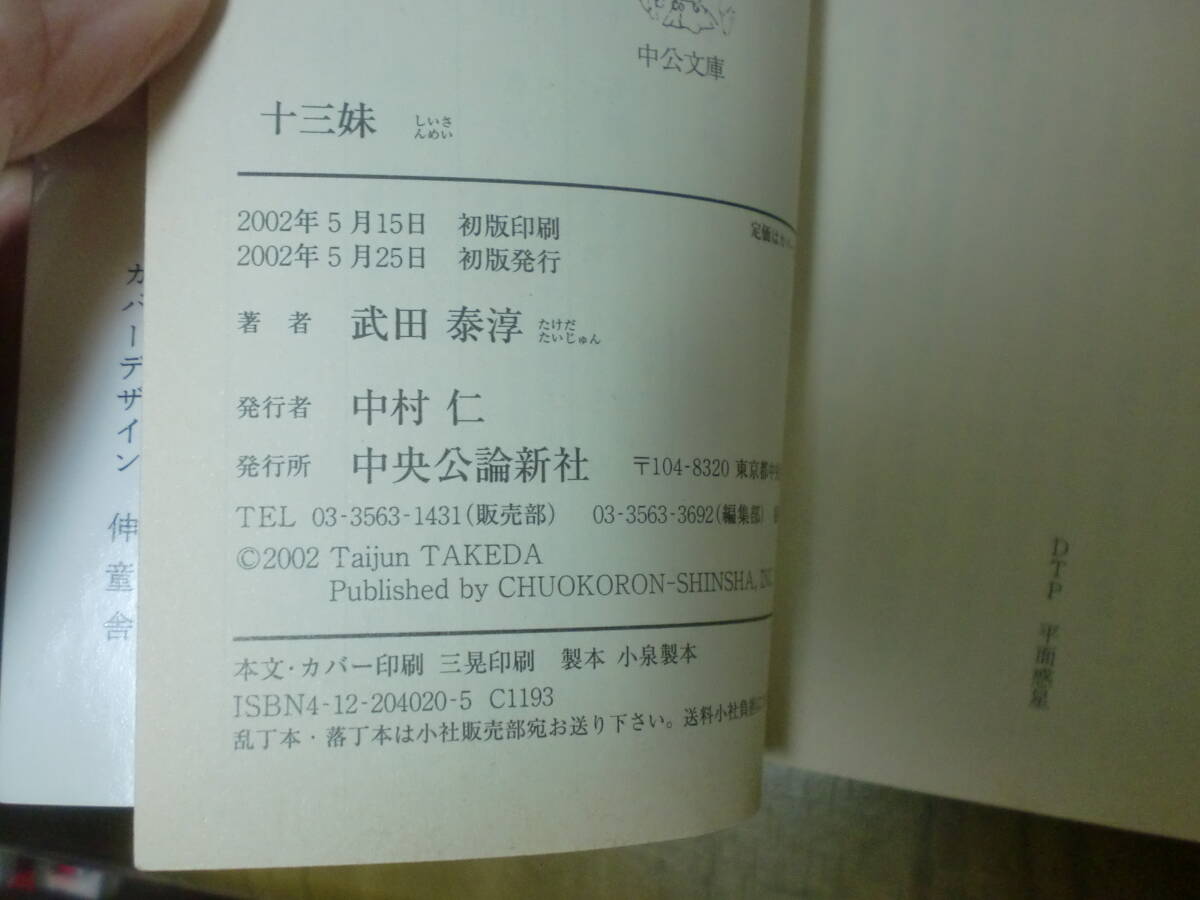 中公文庫
十三妹
しいさ
んめい
2002年5月15日 初版印刷
定価はカバ
2002年5月25日 初版発行
著者 武田 泰淳
たけだ
たいじゅん
発行者 中村 仁
発行所 中央公論新社 〒104-8320 東京都中央
TEL 03-3563-1431(販売部) 03-3563-3692(編集部)
©2002 Taijun TAKEDA
Published by CHUOKORON-SHINSHA, INC
本文・カバー印刷 三晃印刷 製本 小泉製本
ISBN4-12-204020-5 C1193
乱丁本・落丁本は小社販売部宛お送り下さい。送料小社負担
カバーデザイン 伸童舎
DTP 平面惑星